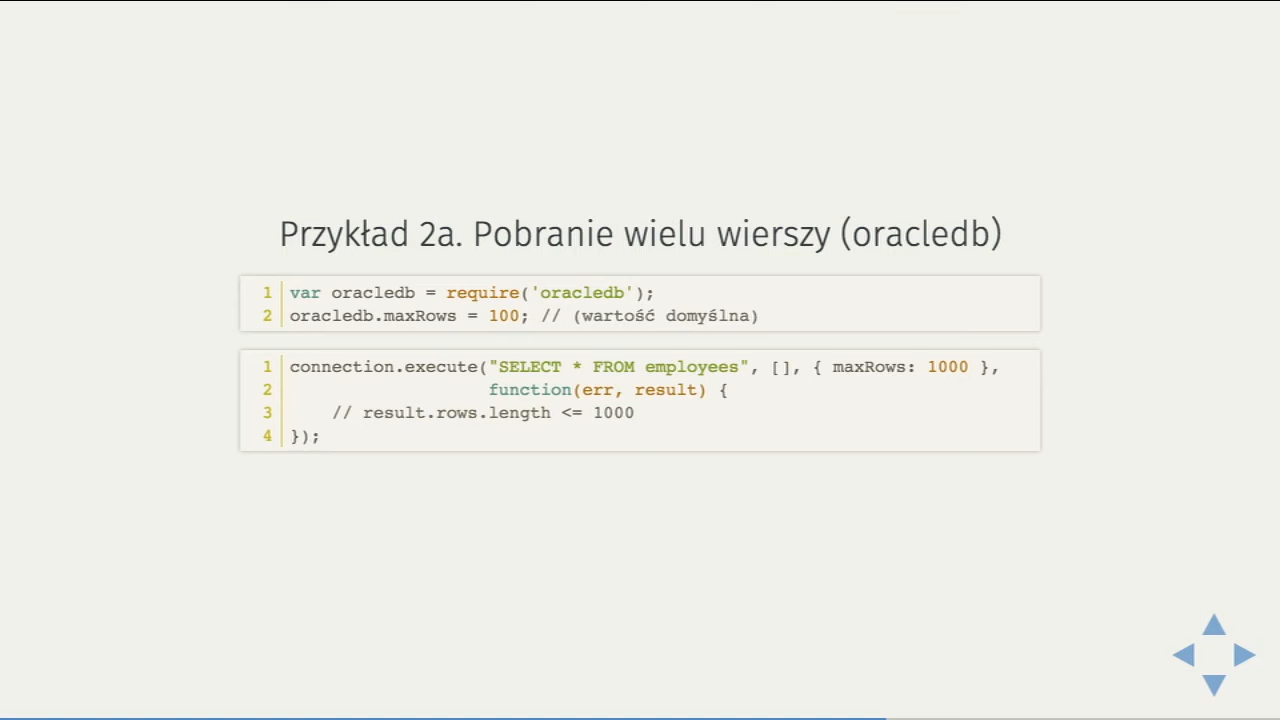 Przykład 2a. Pobranie wielu wierszy (oracledb)
1 var oracledb = require('oracledb');
2 oracledb.maxRows = 100; // (wartość domyślna)
1 connection.execute("SELECT * FROM employees", [], { maxRows: 1000 },
2 function(err, result) {
3 // result.rows.length <= 1000
4 });